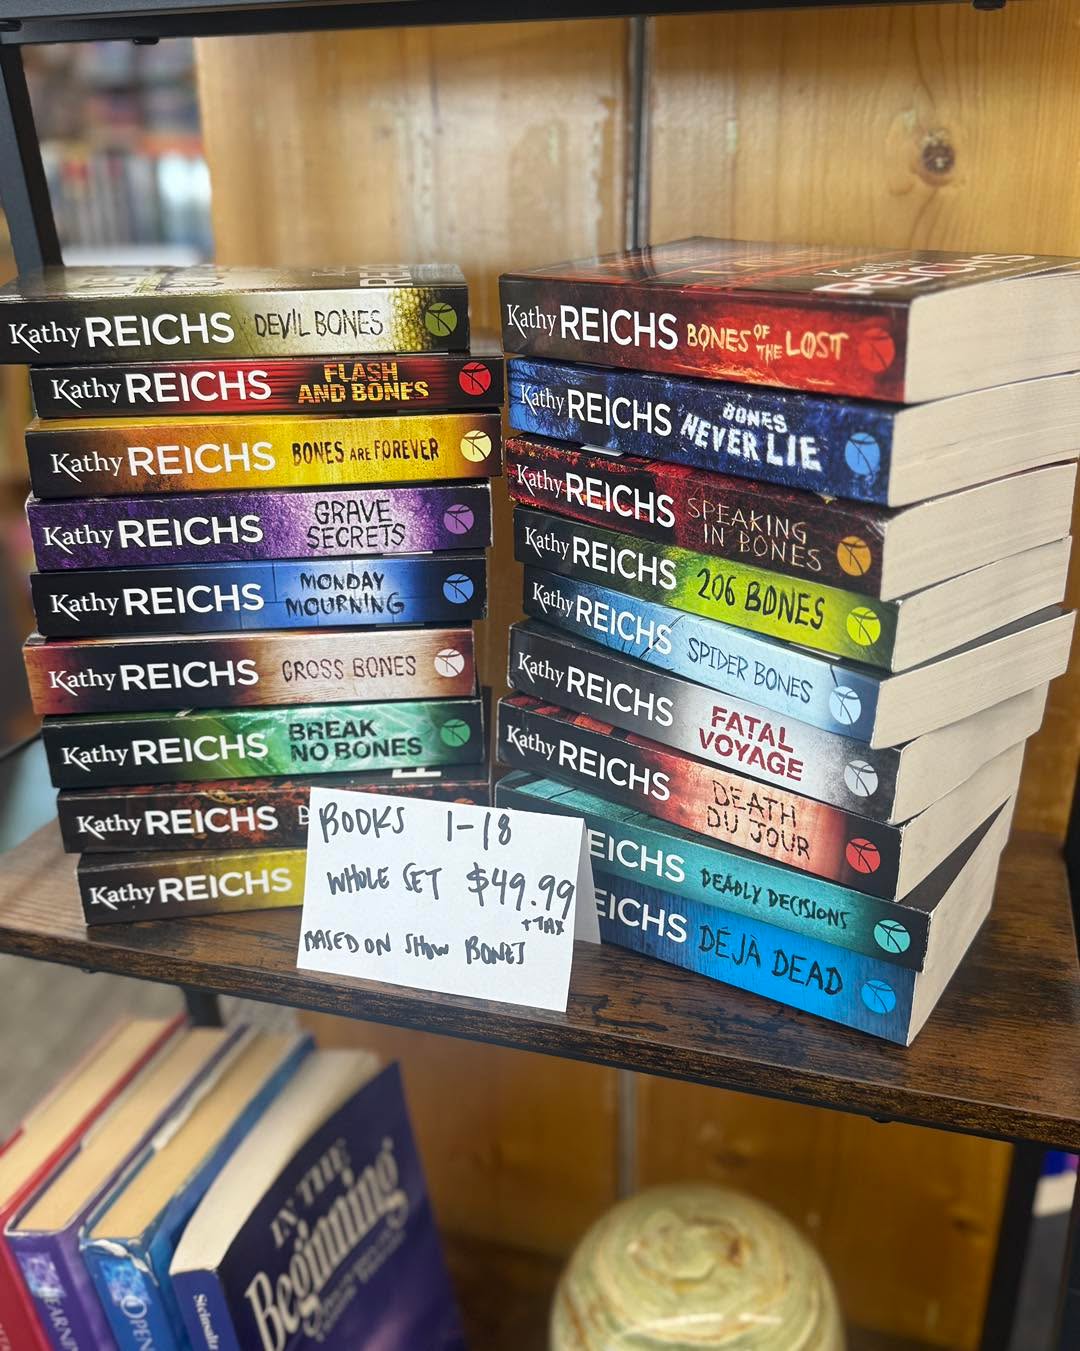 Kathy REICHS DEVIL BONES
Kathy REICHS FLASH
AND BONES
Kathy REICHS BONES ARE FOREVER
Kathy REICHS GRAVE
SECRETS
Kathy REICHS MONDAY
MOURNING
Kathy REICHS CROSS BONES
Kathy REICHS BREAK
NO BONES
Kathy REICHS
Kathy REICHS
REICHS
Kathy REICHS BONES OF THE LOST
Kathy REICHS BONES
NEVER LIE
Kathy REICHS SPEAKING
IN BONES
Kathy REICHS 206 BONES
Kathy REICHS SPIDER BONES
Kathy REICHS FATAL
VOYAGE
Kathy REICHS DEATH
DU JOUR
EICHS DEADLY DECISIONS
EICHS DÉJÀ DEAD
BOOKS 1-18
WHOLE SET $49.99
+TAX
BASED ON SHOW BONES
IN THE
Beginning
OPEN